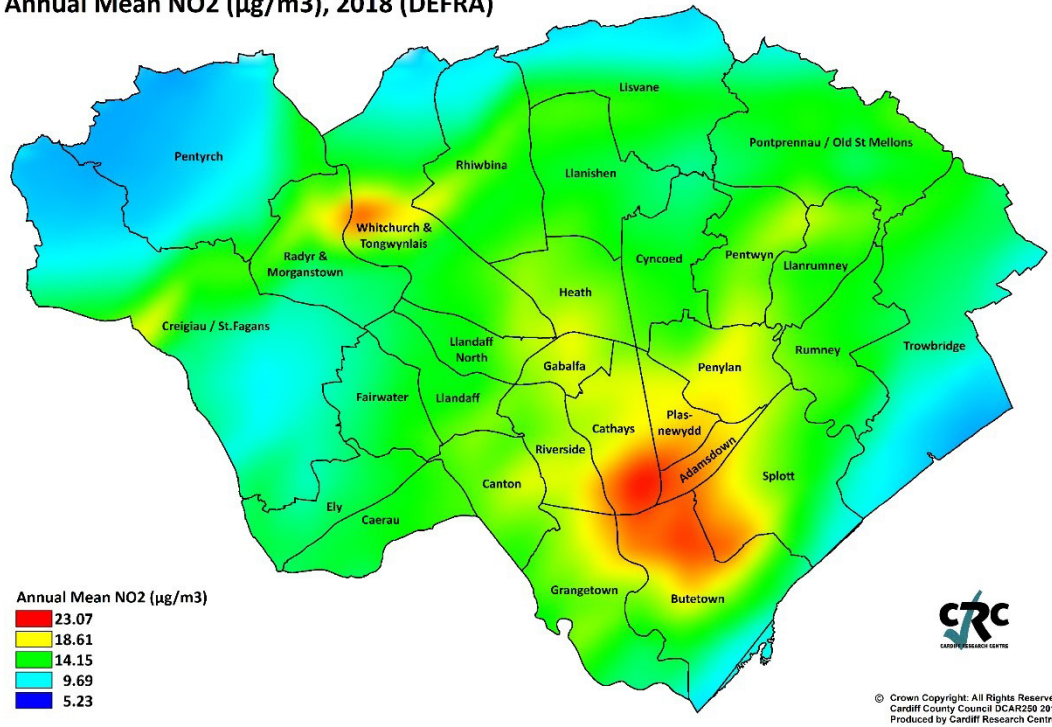 Annual Mean NO2 (µg/m3), 2018 (DEFRA)
Lisvane
Pontprennau / Old St Mellons
Pentyrch
Rhiwbina
Llanishen
Whitchurch &
Tongwynlais
Radyr &
Morganstown
Cyncoed
Pentwyn
Llanrumney
Heath
Creigiau / St.Fagans
Llandaff
North
Gabalfa
Penylan
Rumney
Trowbridge
Fairwater
Llandaff
Plas-
newydd
Cathays
Riverside
Adamsdown
Splott
Canton
Ely
Caerau
Grangetown
Butetown
Annual Mean NO2 (µg/m3)
23.07
18.61
14.15
9.69
5.23
CRC
CARDIFF RESEARCH CENTRE
© Crown Copyright: All Rights Reserve
Cardiff County Council DCAR250 20
Produced by Cardiff Research Centr